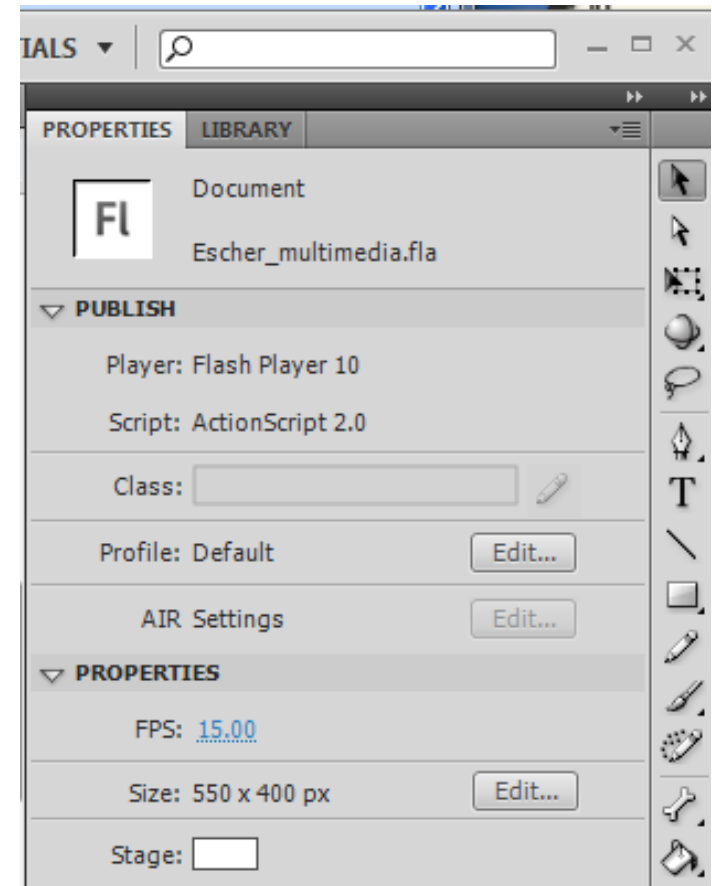 IALS
PROPERTIES LIBRARY
Fl
Document
Escher_multimedia.fla
PUBLISH
Player: Flash Player 10
Script: ActionScript 2.0
Class:
Profile: Default Edit...
AIR Settings Edit...
PROPERTIES
FPS: 15.00
Size: 550 x 400 px Edit...
Stage:
T